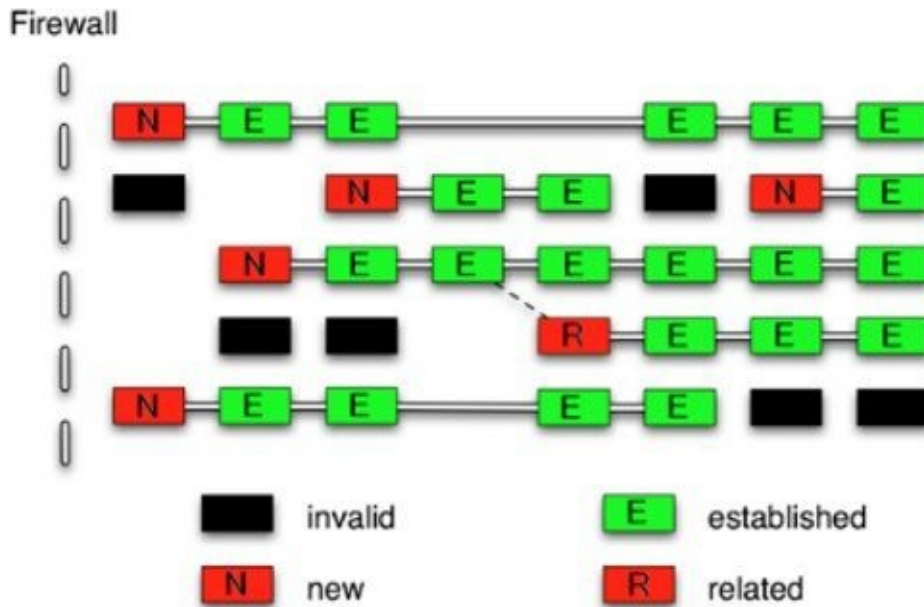 Firewall
N E E E E E
N E E N E
N E E E E E E
R E E E
N E E E E
invalid E established
N new R related